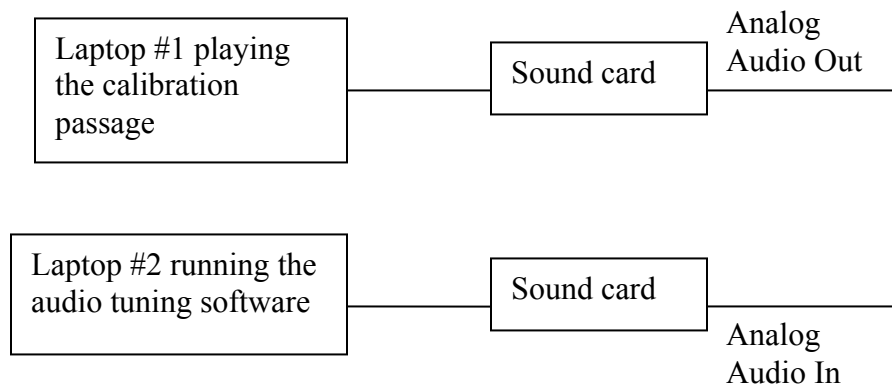 Laptop #1 playing
the calibration
passage
Sound card
Analog
Audio Out
Laptop #2 running the
audio tuning software
Sound card
Analog
Audio In